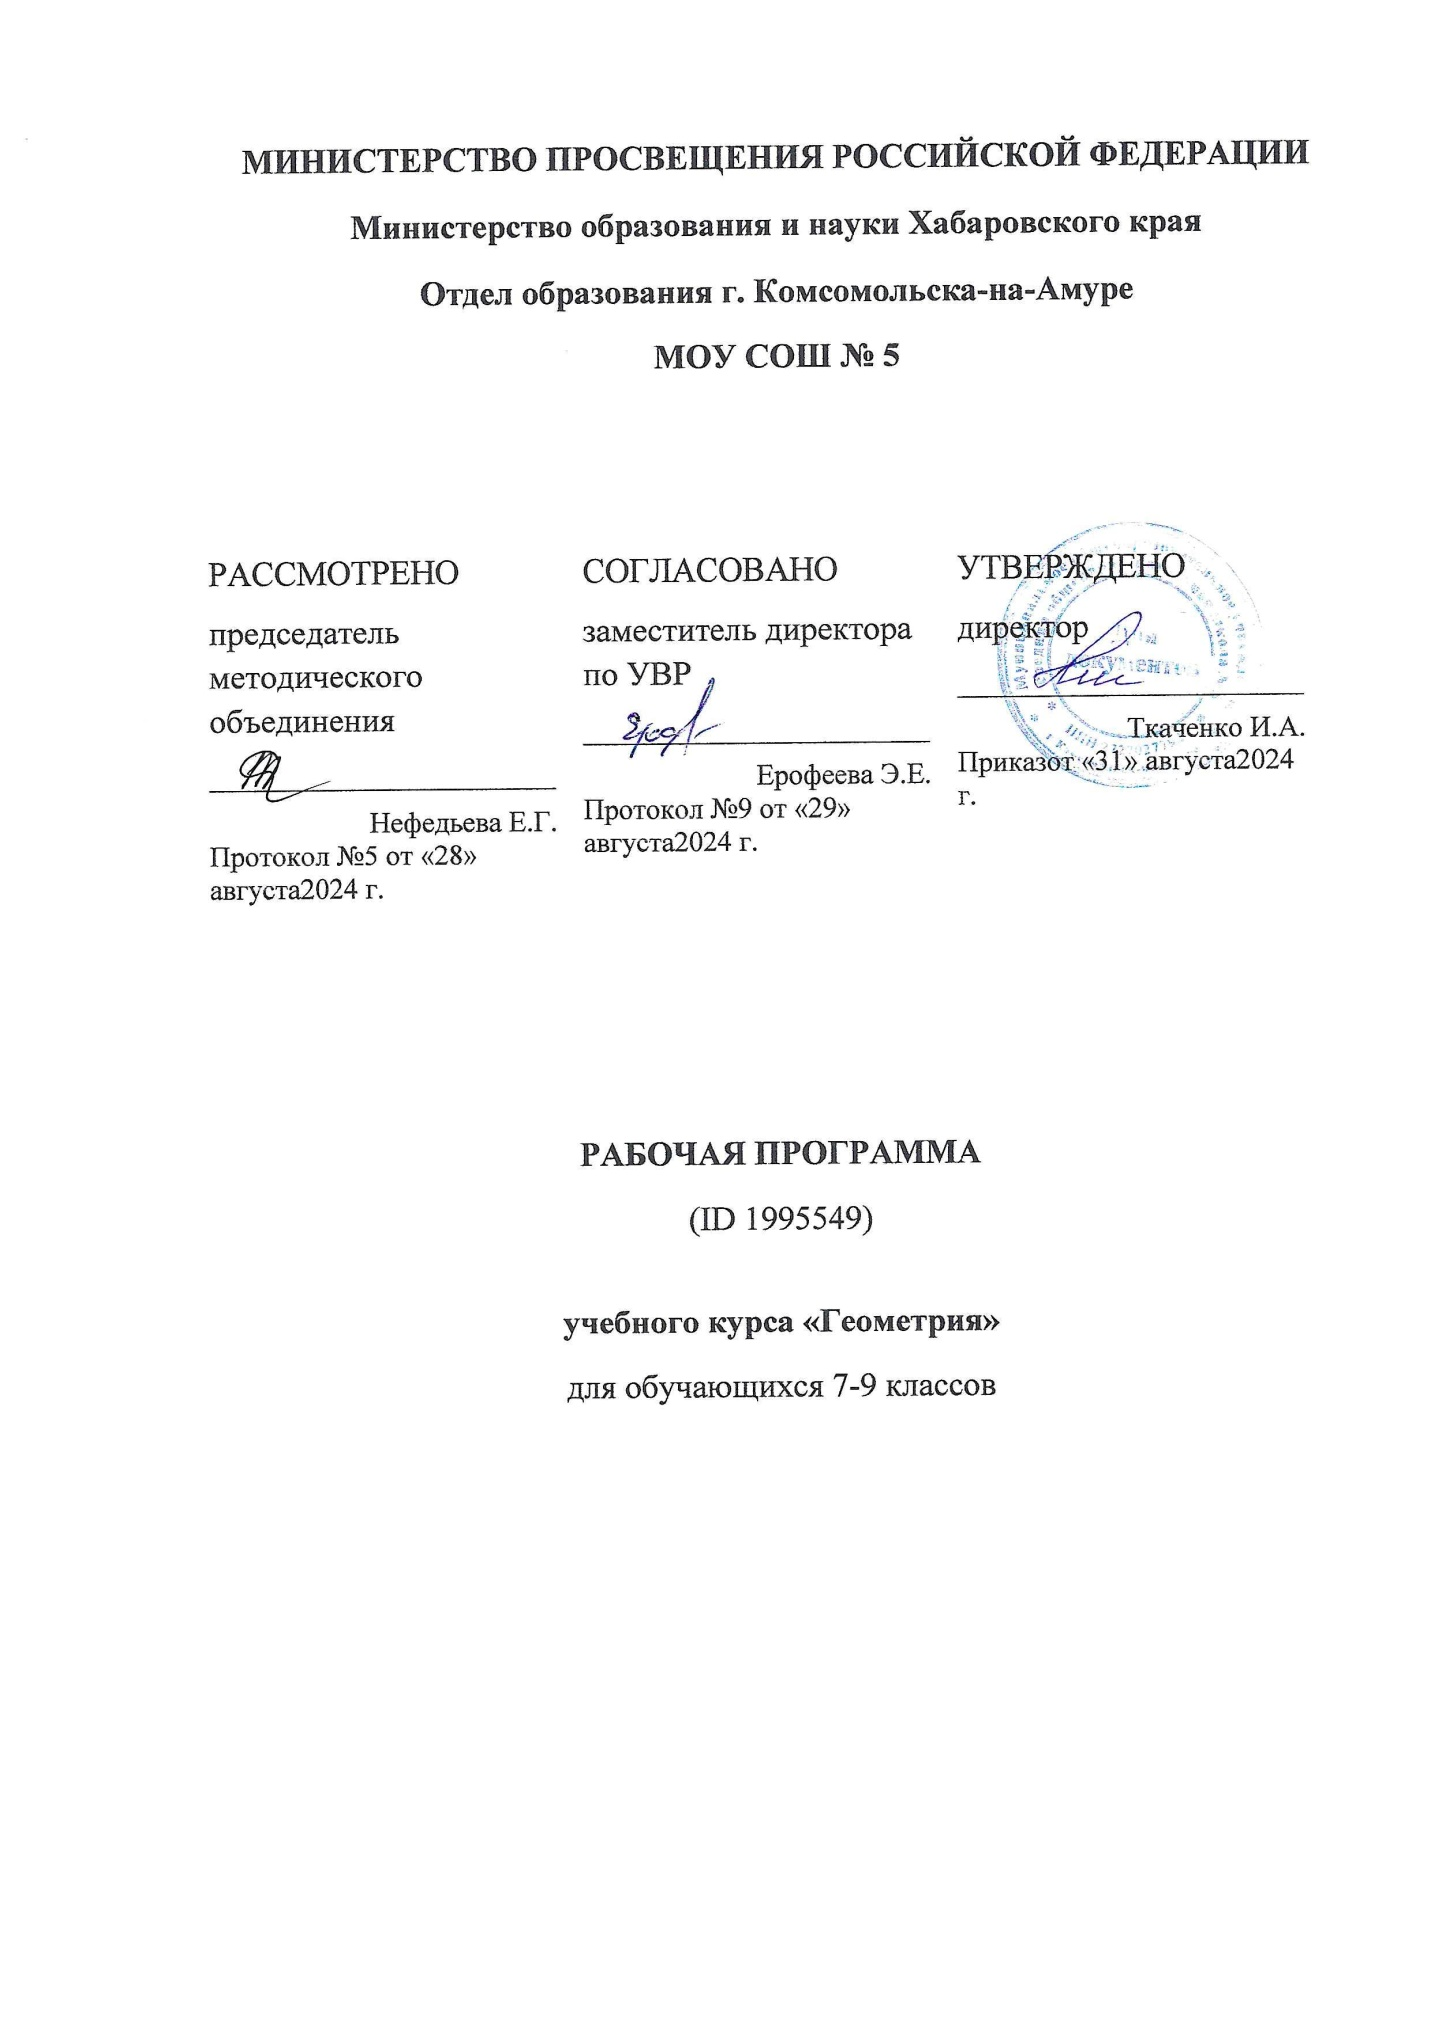 МИНИСТЕРСТВО ПРОСВЕЩЕНИЯ РОССИЙСКОЙ ФЕДЕРАЦИИ
Министерство образования и науки Хабаровского края
Отдел образования г. Комсомольска-на-Амуре
МОУ СОШ № 5
РАССМОТРЕНО
председатель
методического
объединения
Нефедьева Е.Г.
Протокол №5 от «28»
августа2024 г.
СОГЛАСОВАНО
заместитель директора
по УВР
Ерофеева Э.Е.
Протокол №9 от «29»
августа2024 г.
УТВЕРЖДЕНО
директор
Ткаченко И.А.
Приказот «31» августа2024
г.
РАБОЧАЯ ПРОГРАММА
(ID 1995549)
учебного курса «Геометрия»
для обучающихся 7-9 классов